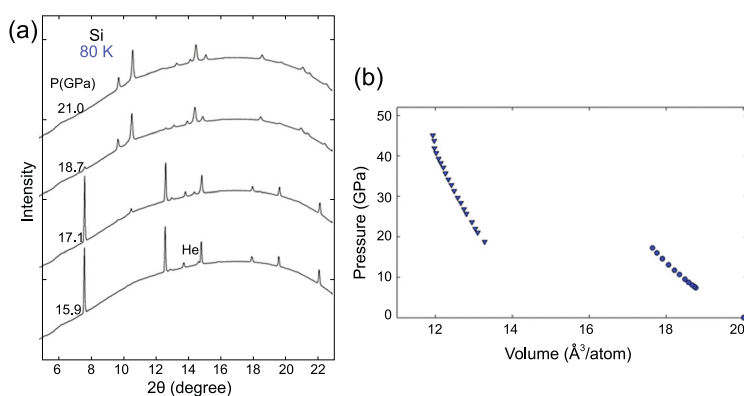 (a)
Si
80 K
P(GPa)
21.0
18.7
17.1
He
15.9
Intensity
6 8 10 12 14 16 18 20 22
2θ (degree)
(b)
50
40
30
20
10
0
Pressure (GPa)
12 14 16 18 20
Volume (Å³/atom)